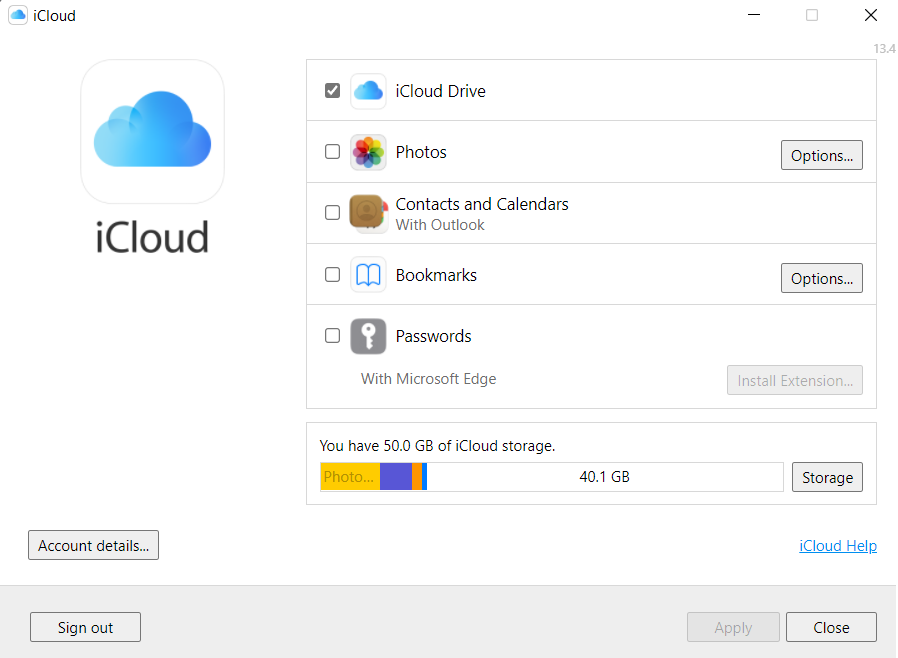 iCloud
13.4
iCloud
iCloud Drive
Photos
Options...
Contacts and Calendars
With Outlook
Bookmarks
Options...
Passwords
With Microsoft Edge
Install Extension...
You have 50.0 GB of iCloud storage.
Photo...
40.1 GB
Storage
Account details...
iCloud Help
Sign out
Apply
Close